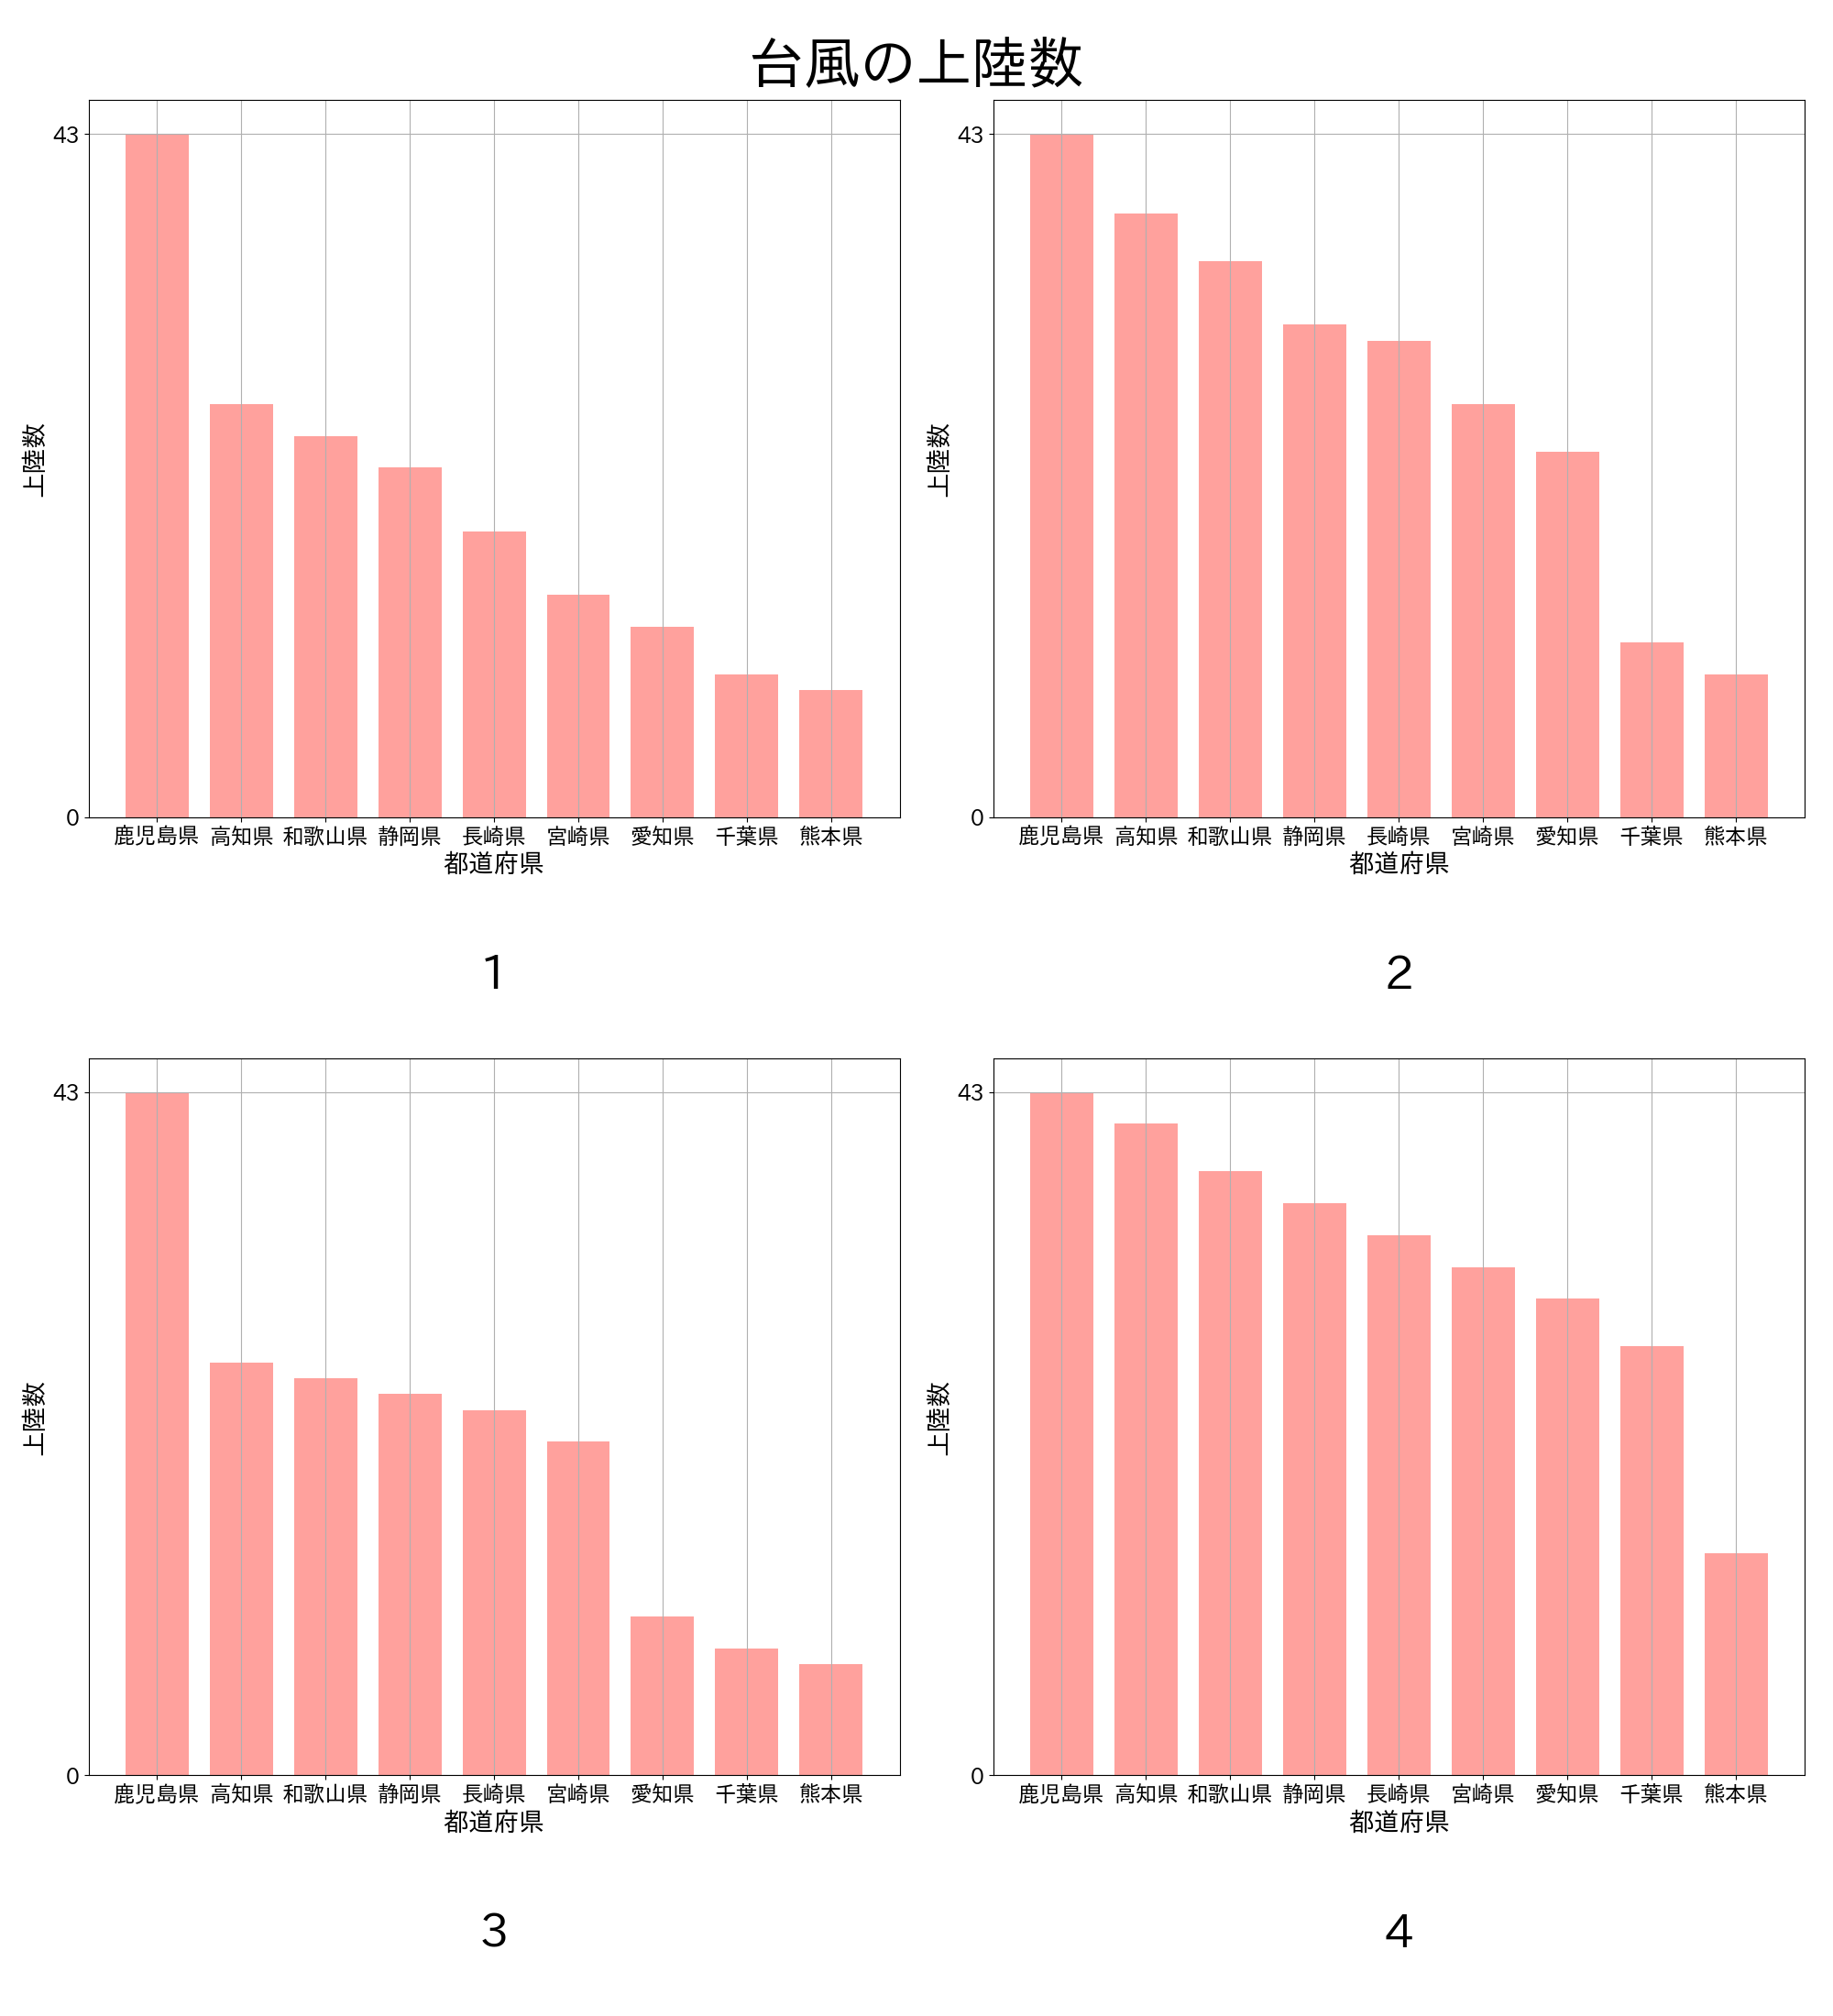 台風の上陸数
43
0
上陸数
鹿児島県 高知県 和歌山県 静岡県 長崎県 宮崎県 愛知県 千葉県 熊本県
都道府県
1
43
0
上陸数
鹿児島県 高知県 和歌山県 静岡県 長崎県 宮崎県 愛知県 千葉県 熊本県
都道府県
2
43
0
上陸数
鹿児島県 高知県 和歌山県 静岡県 長崎県 宮崎県 愛知県 千葉県 熊本県
都道府県
3
43
0
上陸数
鹿児島県 高知県 和歌山県 静岡県 長崎県 宮崎県 愛知県 千葉県 熊本県
都道府県
4